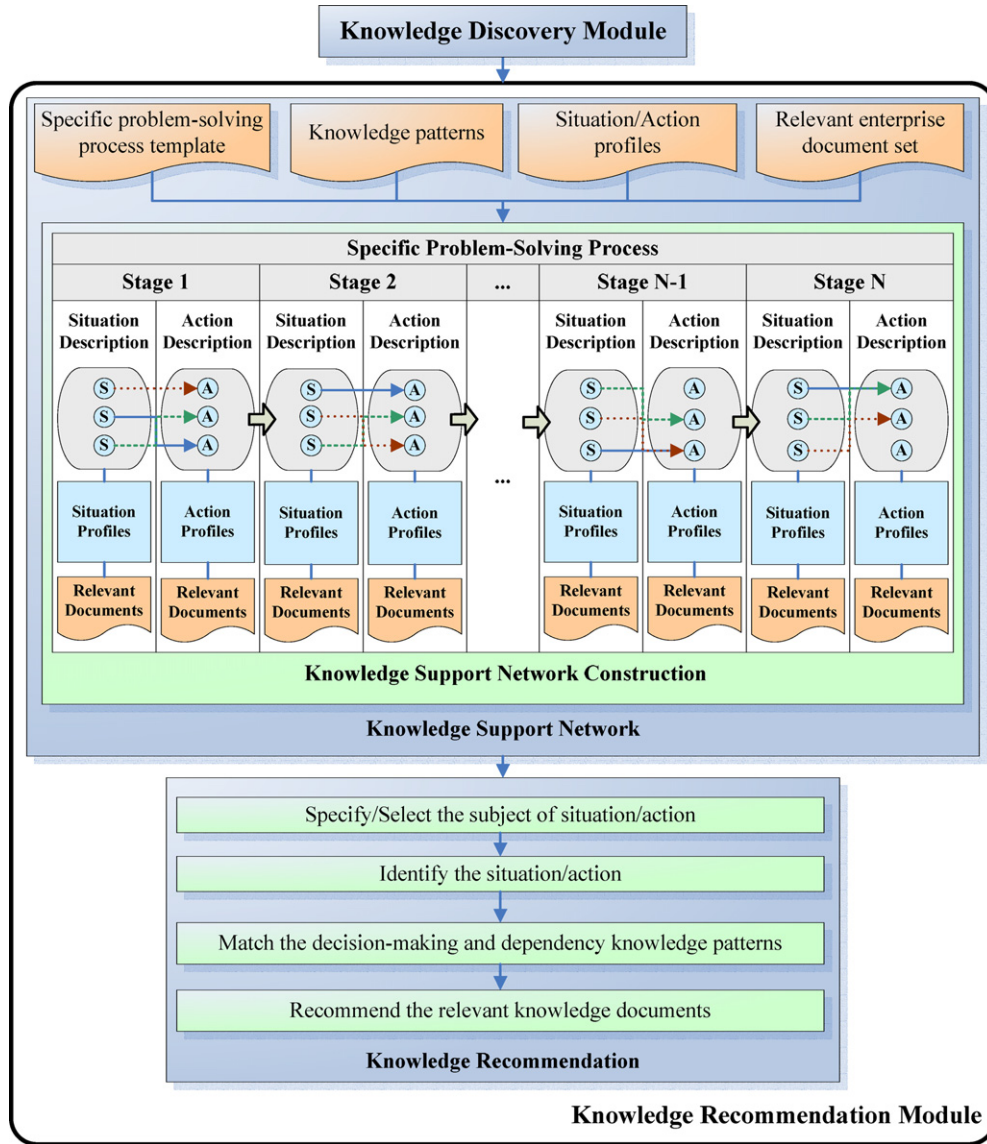 Knowledge Discovery Module
Specific problem-solving
process template
Knowledge patterns
Situation/Action
profiles
Relevant enterprise
document set
Specific Problem-Solving Process
Stage 1
Stage 2
...
Stage N-1
Stage N
Situation
Description
Action
Description
Situation
Description
Action
Description
Situation
Description
Action
Description
Situation
Description
Action
Description
S A S A S A S A
S A S A S A S A
S A S A S A S A
...
Situation
Profiles
Action
Profiles
Situation
Profiles
Action
Profiles
Situation
Profiles
Action
Profiles
Situation
Profiles
Action
Profiles
Relevant
Documents
Relevant
Documents
Relevant
Documents
Relevant
Documents
Relevant
Documents
Relevant
Documents
Relevant
Documents
Relevant
Documents
Knowledge Support Network Construction
Knowledge Support Network
Specify/Select the subject of situation/action
Identify the situation/action
Match the decision-making and dependency knowledge patterns
Recommend the relevant knowledge documents
Knowledge Recommendation
Knowledge Recommendation Module